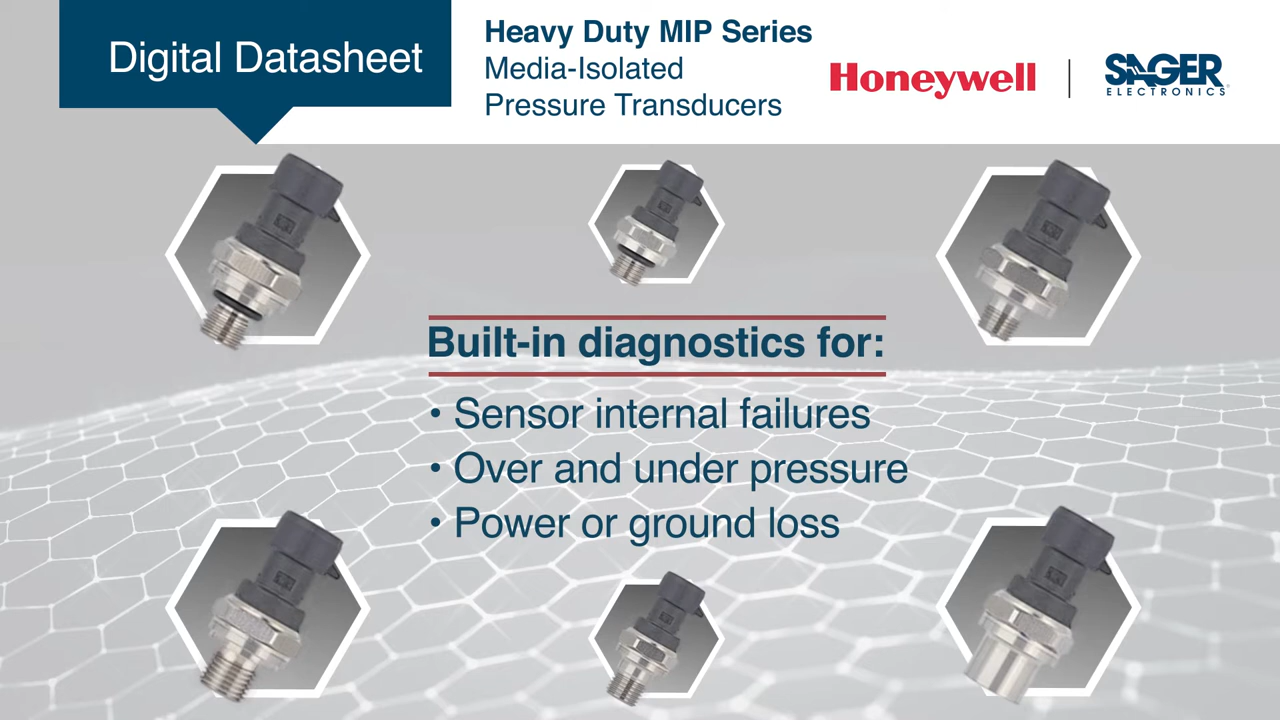 Digital Datasheet
Heavy Duty MIP Series
Media-Isolated
Pressure Transducers
Honeywell
SAGER
ELECTRONICS
Built-in diagnostics for:
• Sensor internal failures
• Over and under pressure
• Power or ground loss